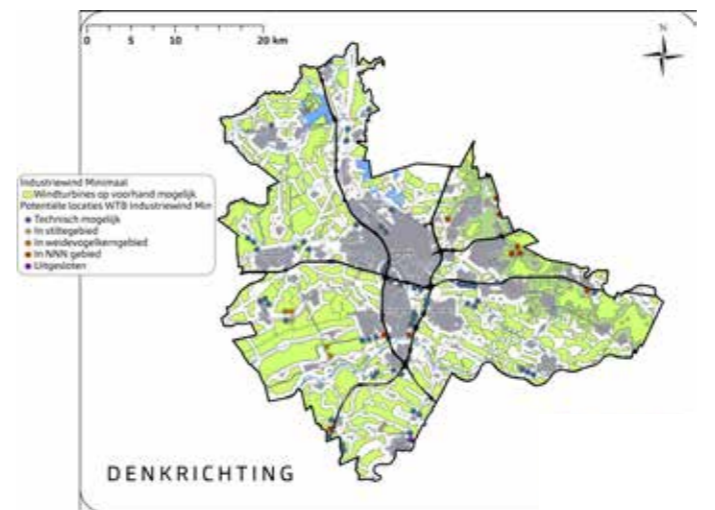 0 5 10 20 km
N
Industriewind Minimaal
Windturbines op voorhand mogelijk
Potentiële locaties WTB Industriewind Min
Technisch mogelijk
In stiltegebied
In weidevogelkerngebied
In NNN gebied
Uitgesloten
DENKRICHTING